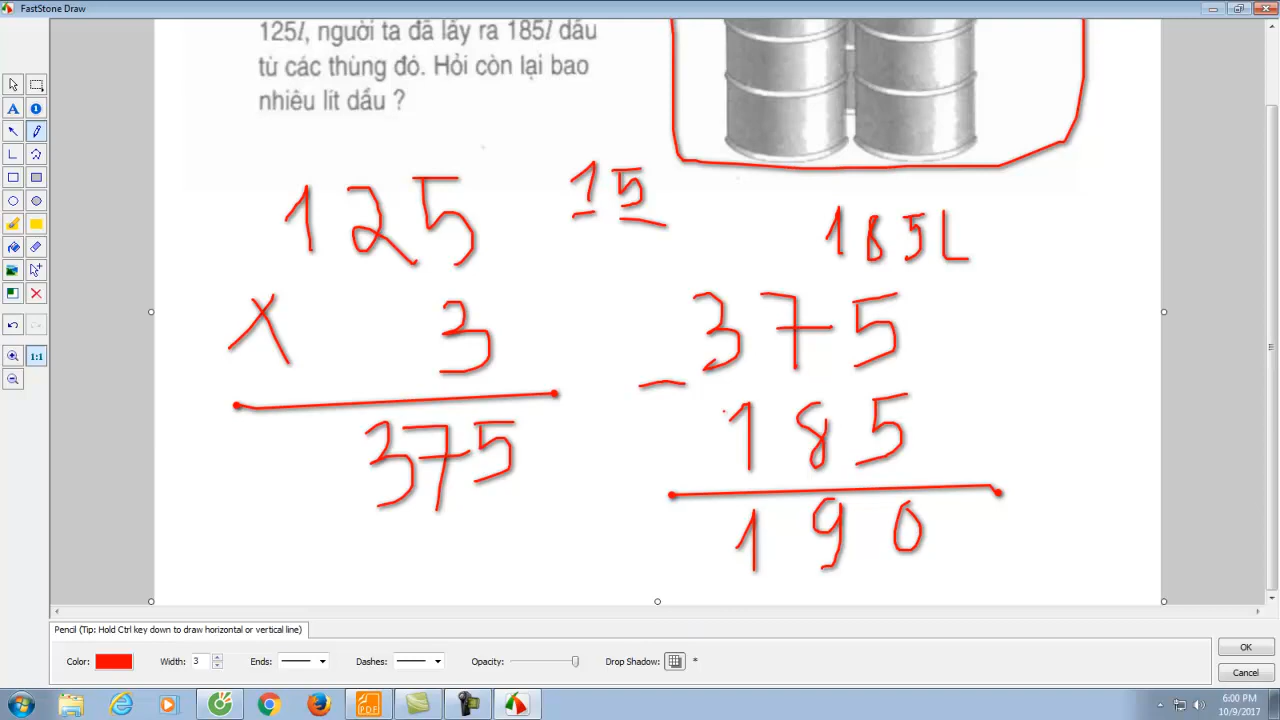 FastStone Draw
125l, người ta đã lấy ra 185l dầu
từ các thùng đó. Hỏi còn lại bao
nhiêu lít dầu ?
125
15
185L
x 3
375
375
-
185
190
1:1
Pencil (Tip: Hold Ctrl key down to draw horizontal or vertical line)
Color: Width: 3 Ends: Dashes: Opacity: Drop Shadow: *
OK
Cancel
PDF
6:00 PM
10/9/2017